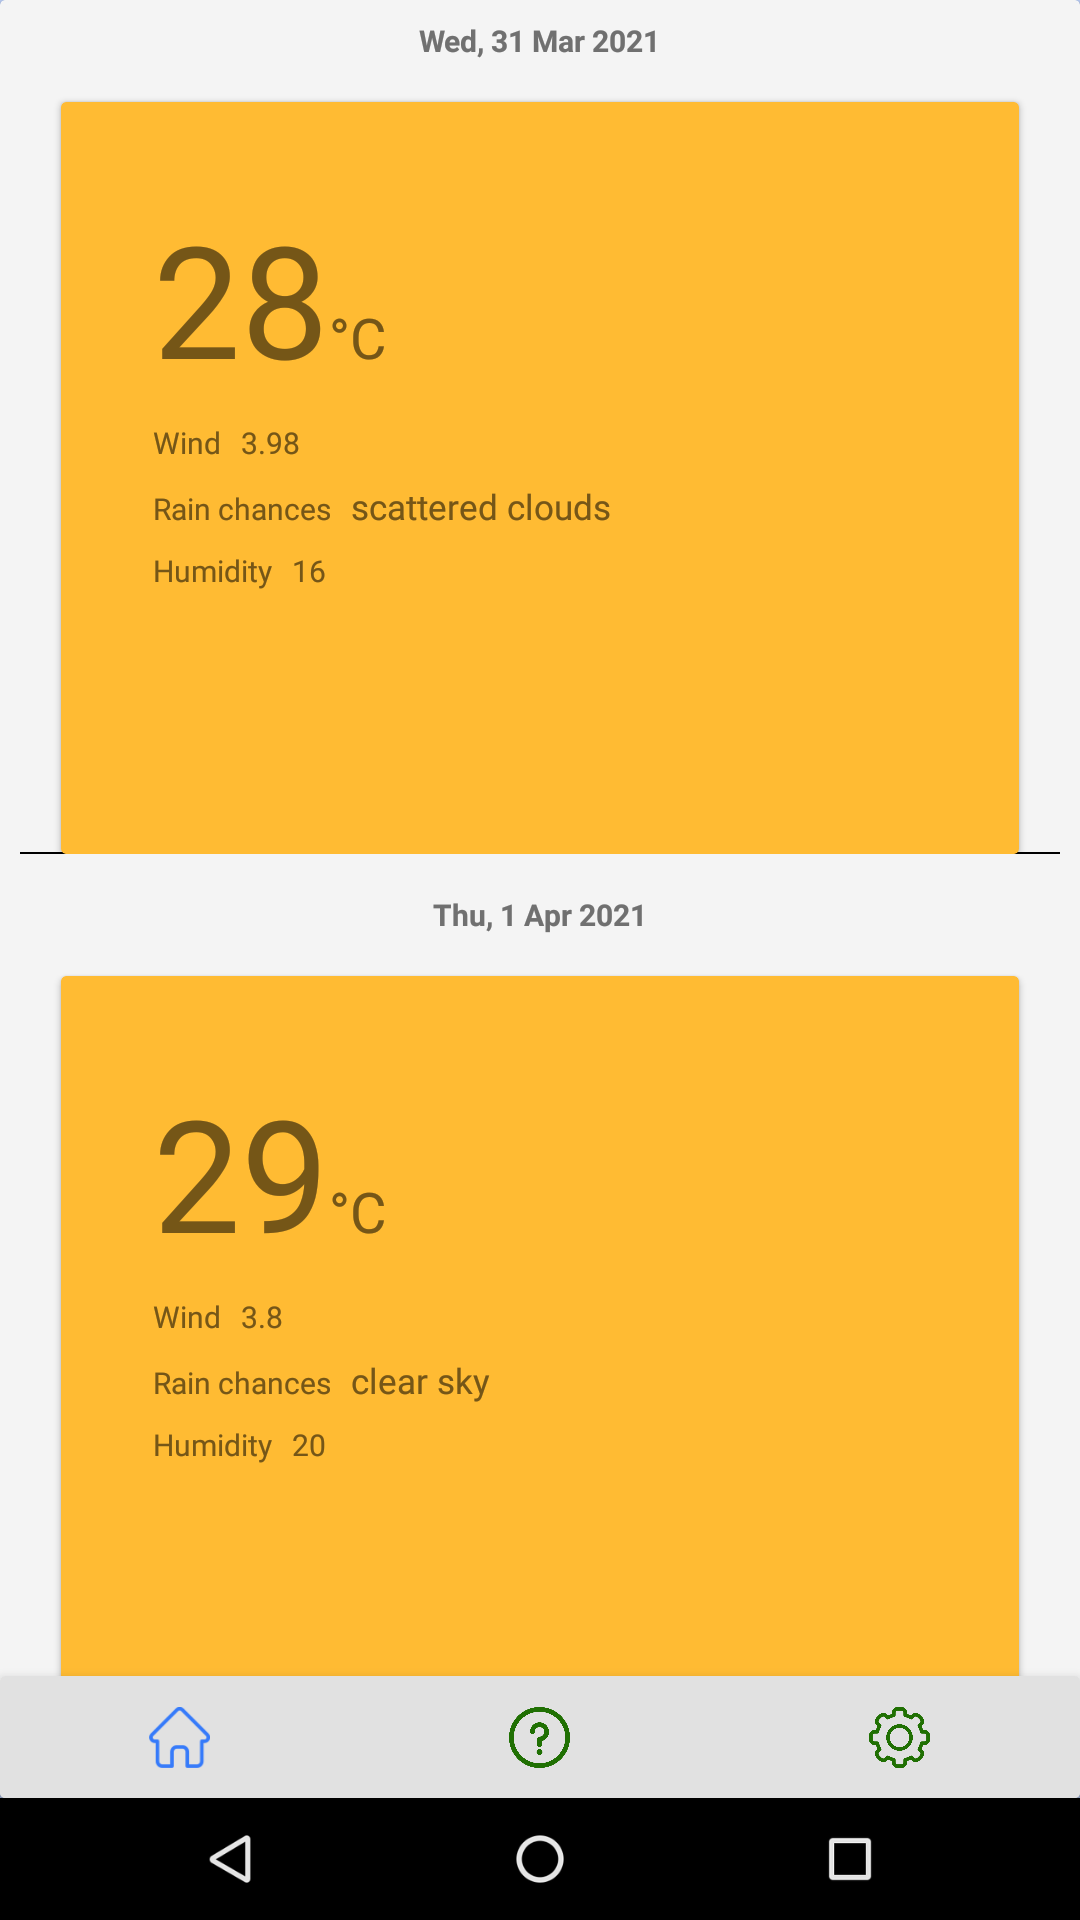 Wed, 31 Mar 2021
28°C
Wind 3.98
Rain chances scattered clouds
Humidity 16
Thu, 1 Apr 2021
29°C
Wind 3.8
Rain chances clear sky
Humidity 20
?